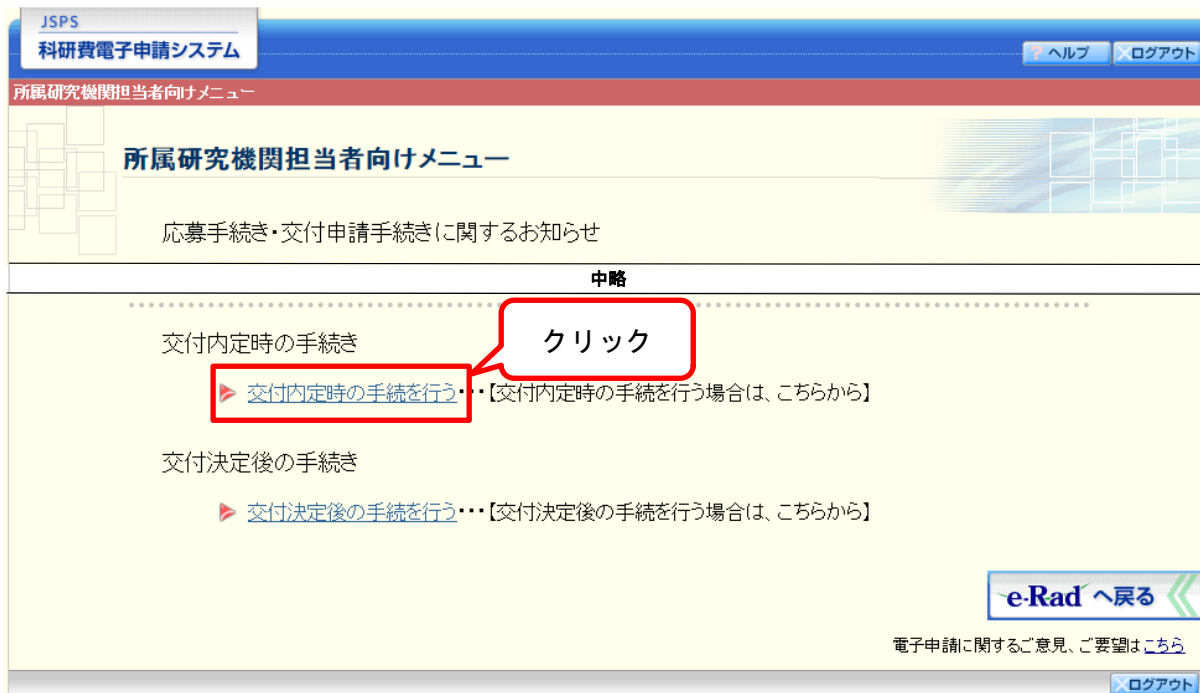 JSPS
科研費電子申請システム
? ヘルプ
ログアウト
所属研究機関担当者向けメニュー
所属研究機関担当者向けメニュー
応募手続き・交付申請手続きに関するお知らせ
中略
クリック
交付内定時の手続き
交付内定時の手続を行う・・・【交付内定時の手続を行う場合は、こちらから】
交付決定後の手続き
交付決定後の手続を行う・・・【交付決定後の手続を行う場合は、こちらから】
e-Rad へ戻る
電子申請に関するご意見、ご要望はこちら
ログアウト